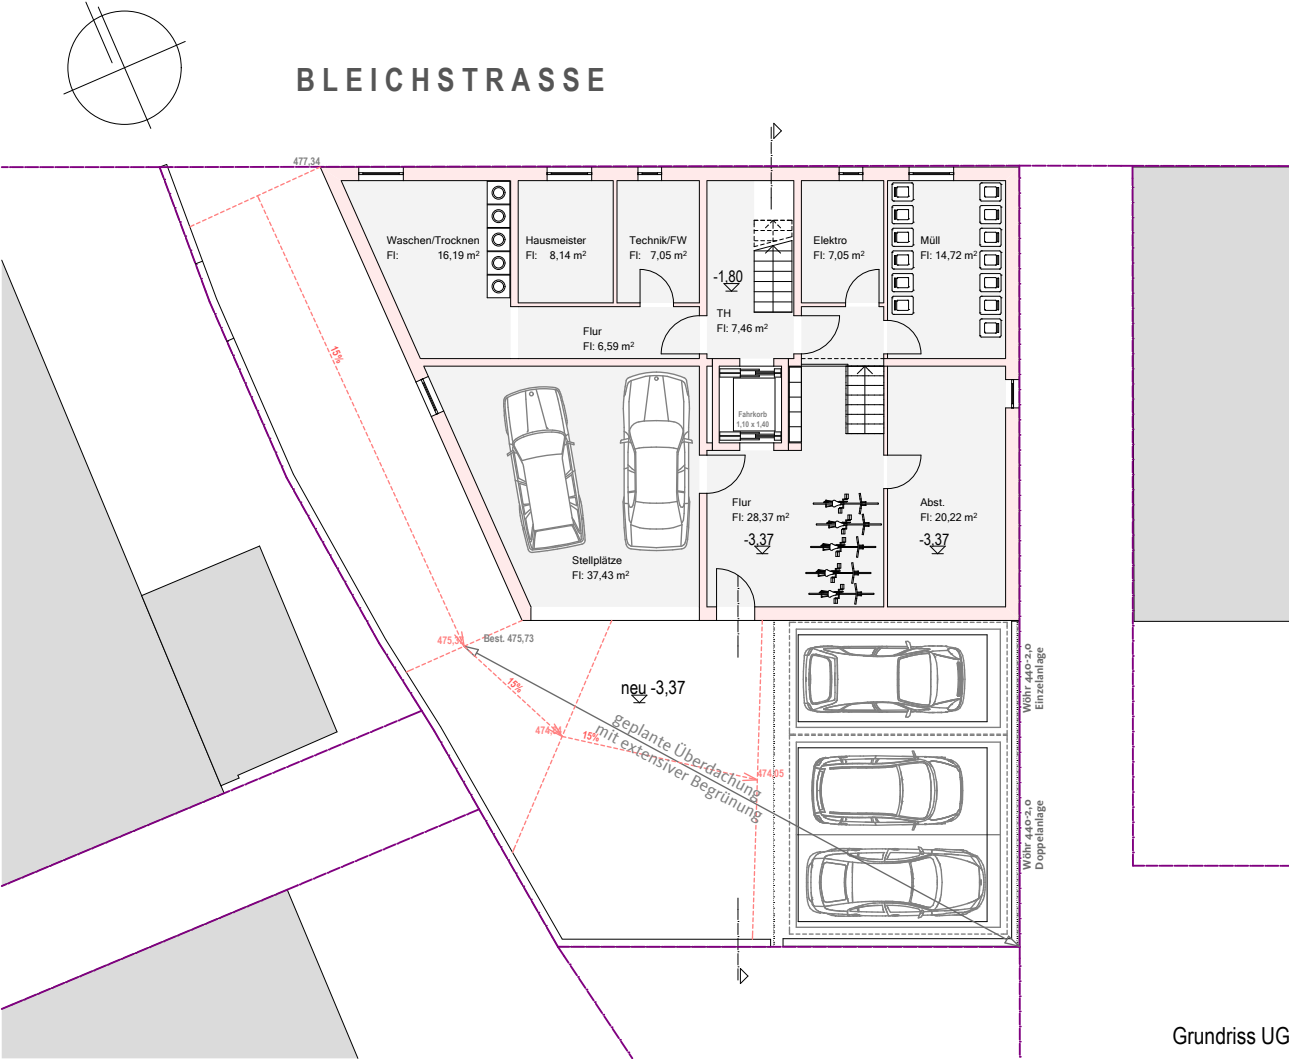 BLEICHSTRASSE
477,34
Waschen/Trocknen
Fl: 16,19 m²
Hausmeister
Fl: 8,14 m²
Technik/FW
Fl: 7,05 m²
Elektro
Fl: 7,05 m²
Müll
Fl: 14,72 m²
-1,80
TH
Fl: 7,46 m²
Flur
Fl: 6,59 m²
15%
Fahrkorb
1,10 x 1,40
Flur
Fl: 28,37 m²
-3,37
Abst.
Fl: 20,22 m²
-3,37
Stellplätze
Fl: 37,43 m²
Best. 475,73
15%
neu -3,37
15%
geplante Überdachung
mit extensiver Begrünung
474,05
Wöhr 440-2,0
Einzelanlage
Wöhr 440-2,0
Doppelanlage
Grundriss UG